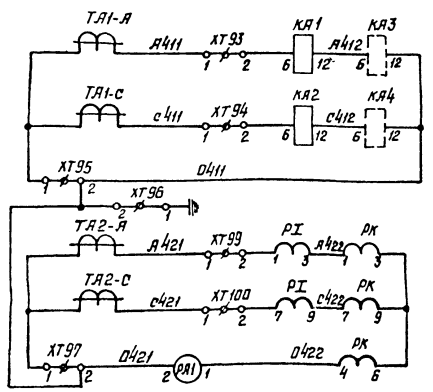 ТА1-А А411 ХТ93 КА1 А412 КА3
1 2 6 12 6 12
ТА1-С С411 ХТ94 КА2 С412 КА4
1 2 6 12 6 12
ХТ95 О411
1 2 ХТ96
2 1
ТА2-А А421 ХТ99 РI А422 РК
1 2 1 3 1 3
ТА2-С С421 ХТ100 РI С422 РК
1 2 7 9 7 9
ХТ97 О421 О422 РК
1 2 2 РА1 1 4 6